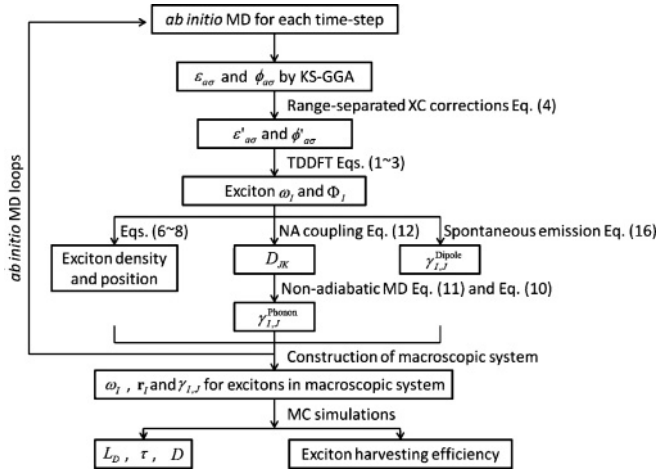 ab initio MD for each time-step
ε_aσ and ϕ_aσ by KS-GGA
Range-separated XC corrections Eq. (4)
ε'_aσ and ϕ'_aσ
TDDFT Eqs. (1~3)
Exciton ω_I and Φ_I
Eqs. (6~8)
NA coupling Eq. (12)
Spontaneous emission Eq. (16)
Exciton density and position
D_JK
γ_I,J^Dipole
Non-adiabatic MD Eq. (11) and Eq. (10)
γ_I,J^Phonon
ab initio MD loops
Construction of macroscopic system
ω_I , r_I and γ_I,J for excitons in macroscopic system
MC simulations
L_D , τ , D
Exciton harvesting efficiency